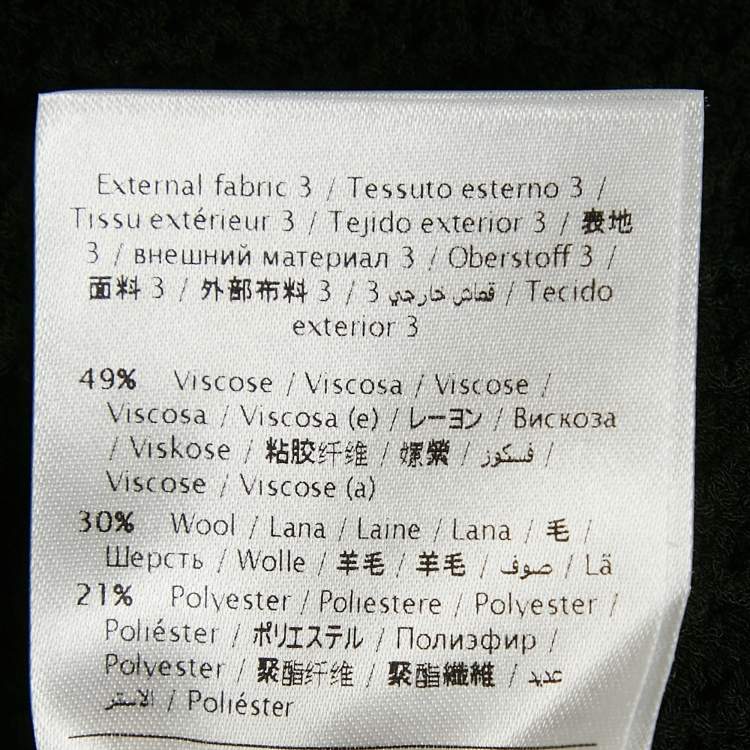 External fabric 3 / Tessuto esterno 3 /
Tissu extérieur 3 / Tejido exterior 3 / 表地
3 / внешний материал 3 / Oberstoff 3 /
面料 3 / 外部布料 3 / قماش خارجي 3 / Tecido
exterior 3
49% Viscose / Viscosa / Viscose /
Viscosa / Viscosa (e) / レーヨン / Вискоза
/ Viskose / 粘胶纤维 / 嫘縈 / فسكوز /
Viscose / Viscose (a)
30% Wool / Lana / Laine / Lana / 毛 /
Шерсть / Wolle / 羊毛 / 羊毛 / صوف / Lã
21% Polyester / Poliestere / Polyester /
Poliéster / ポリエステル / Полиэфир /
Polyester / 聚酯纤维 / 聚酯纖維 / عديد
الاستر / Poliéster